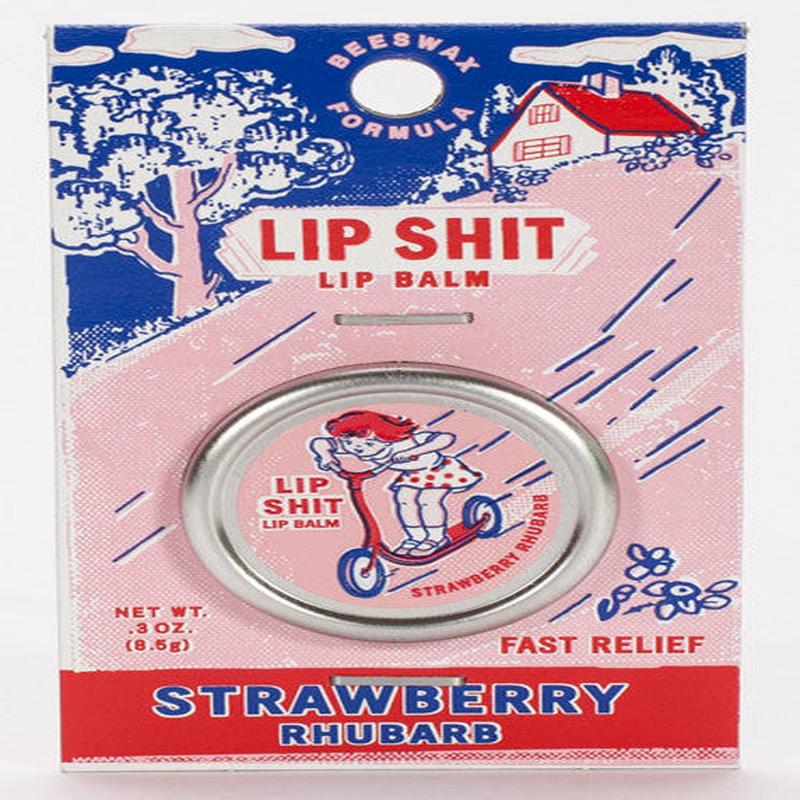 BEESWAX
FORMULA
LIP SHIT
LIP BALM
LIP
SHIT
LIP BALM
STRAWBERRY RHUBARB
NET WT.
.3 OZ.
(8.5g)
FAST RELIEF
STRAWBERRY
RHUBARB